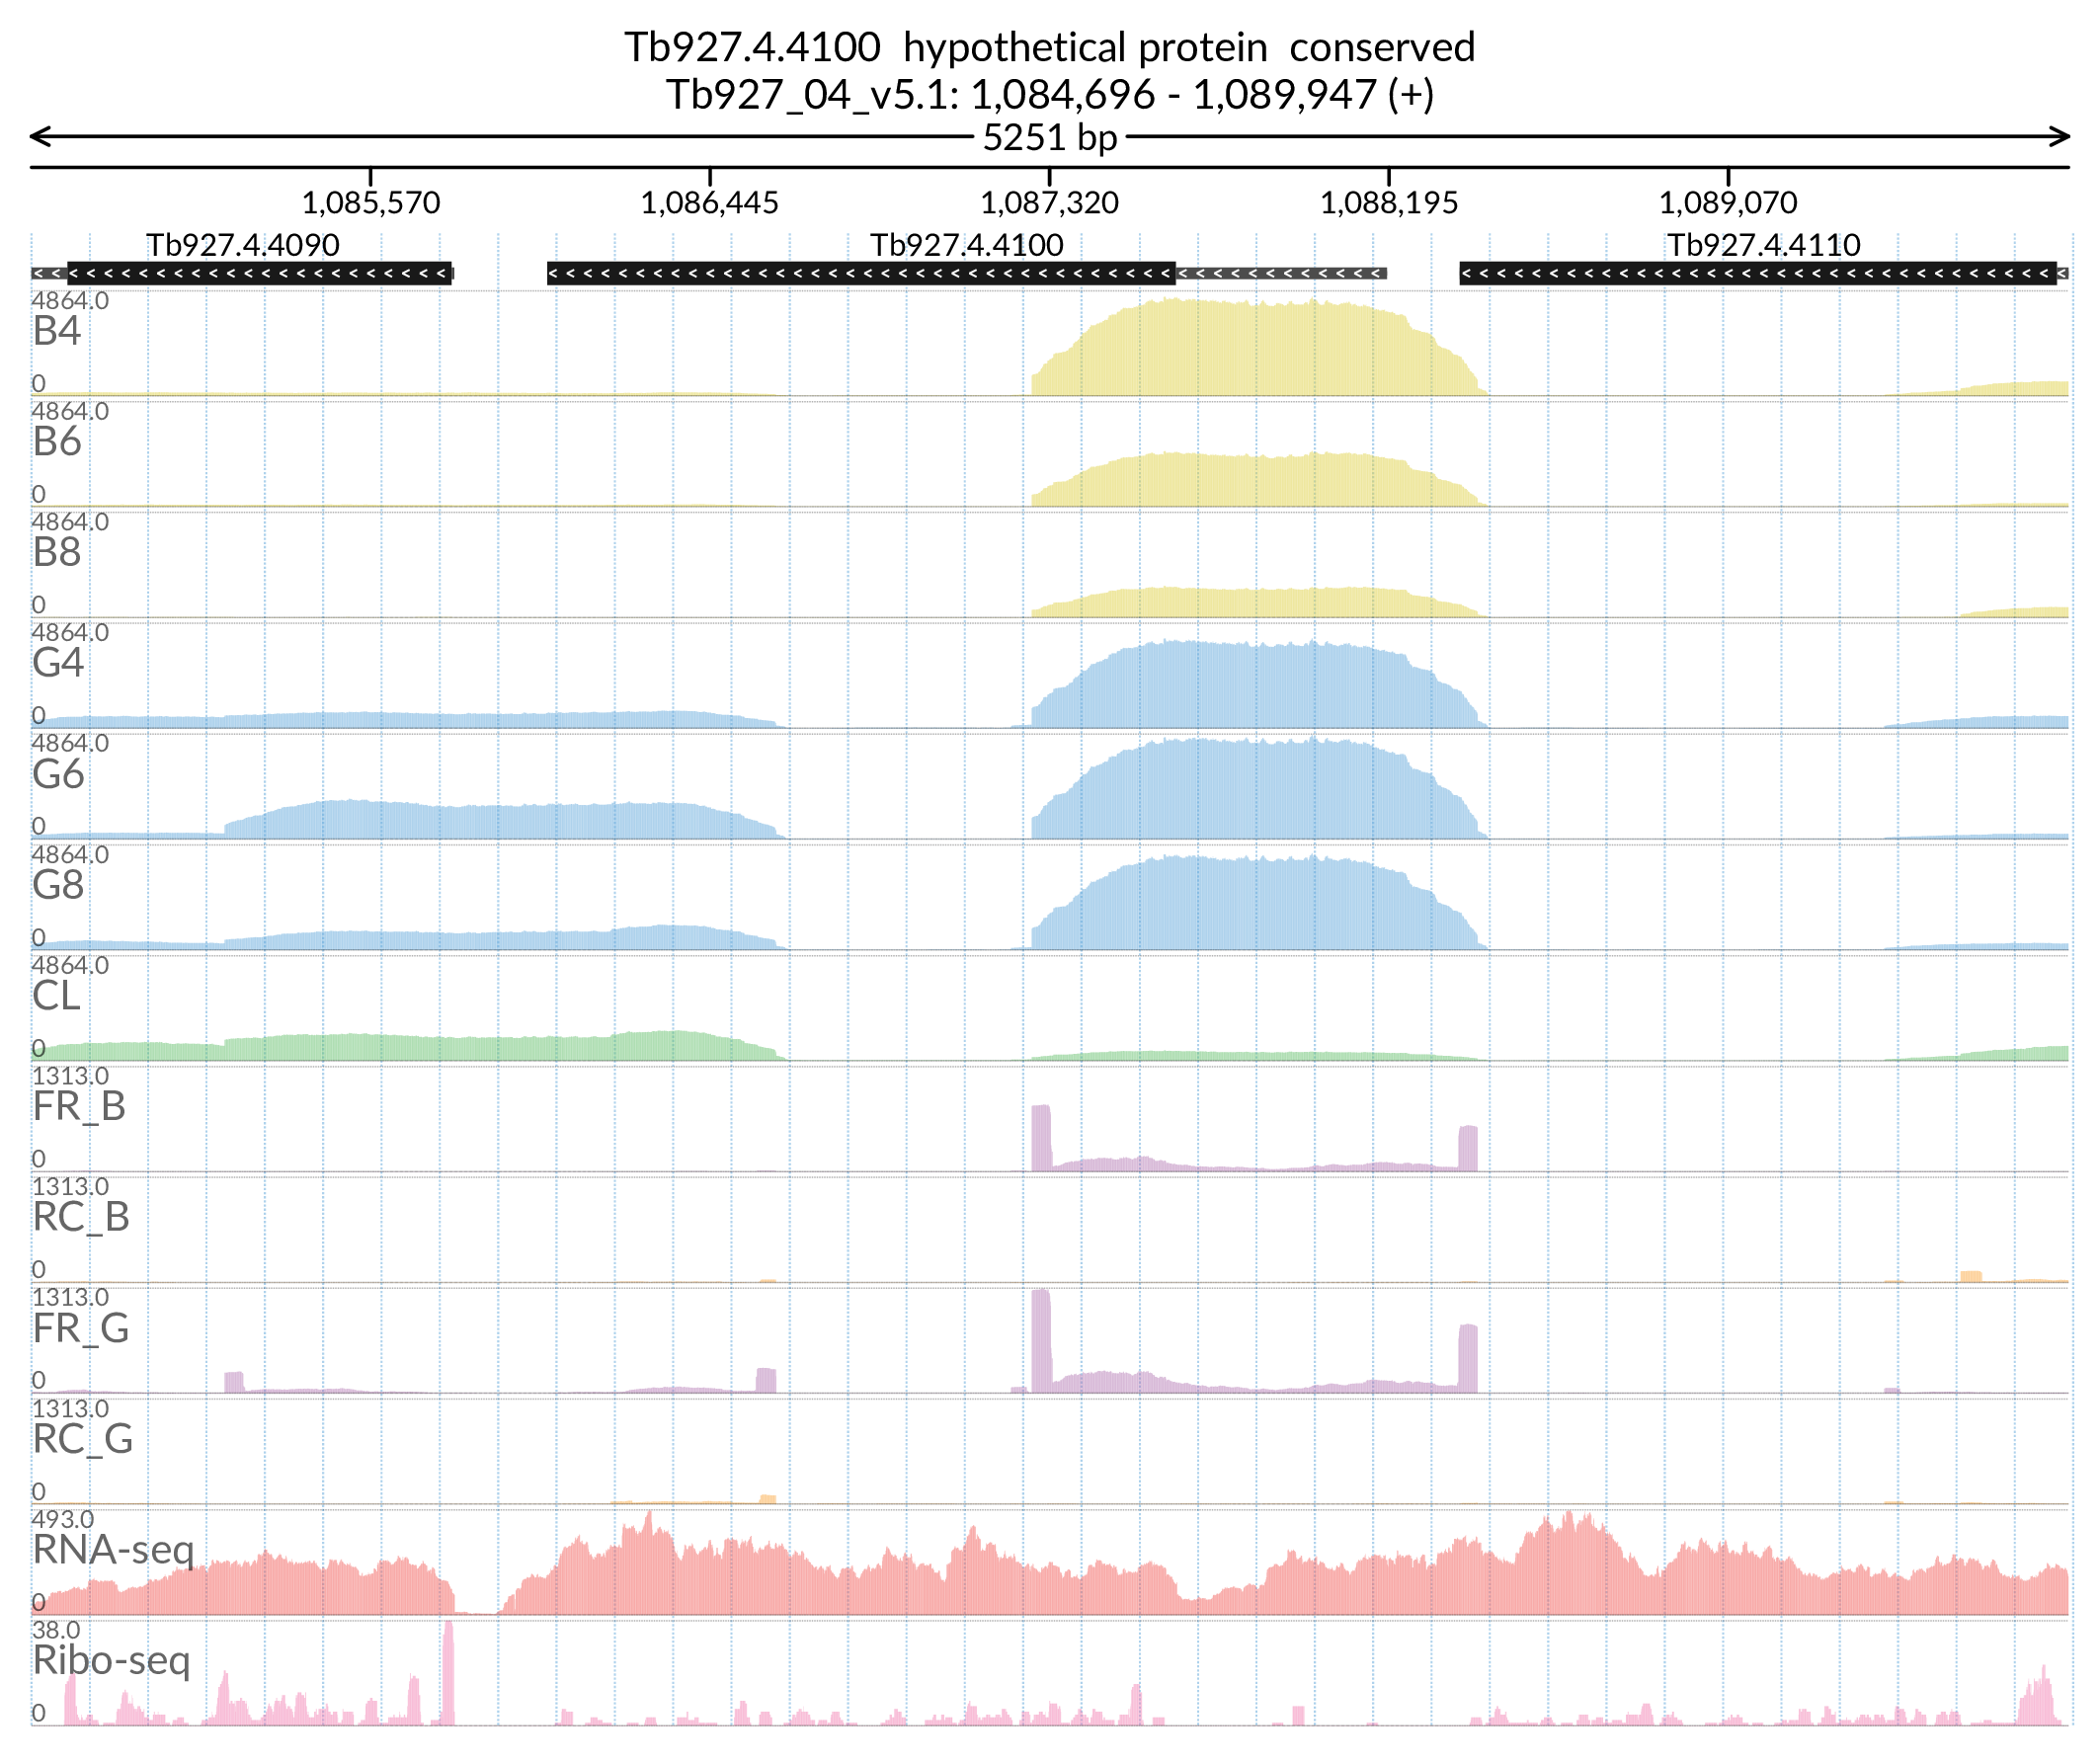 Tb927.4.4100 hypothetical protein conserved
Tb927_04_v5.1: 1,084,696 - 1,089,947 (+)
5251 bp
1,085,570 1,086,445 1,087,320 1,088,195 1,089,070
Tb927.4.4090 Tb927.4.4100 Tb927.4.4110
4864.0
B4
0
4864.0
B6
0
4864.0
B8
0
4864.0
G4
0
4864.0
G6
0
4864.0
G8
0
4864.0
CL
0
1313.0
FR_B
0
1313.0
RC_B
0
1313.0
FR_G
0
1313.0
RC_G
0
493.0
RNA-seq
0
38.0
Ribo-seq
0